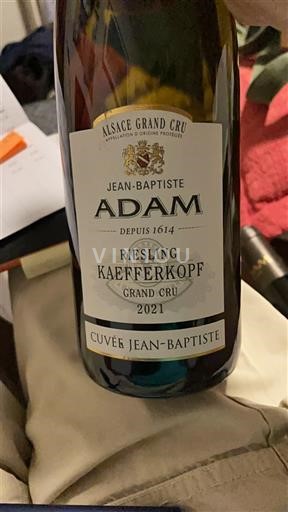 ALSACE GRAND CRU
APPELLATION D'ORIGINE PROTÉGÉE
JEAN-BAPTISTE
ADAM
DEPUIS 1614
RIESLING
KAEFFERKOPF
GRAND CRU
2021
CUVÉE JEAN-BAPTISTE